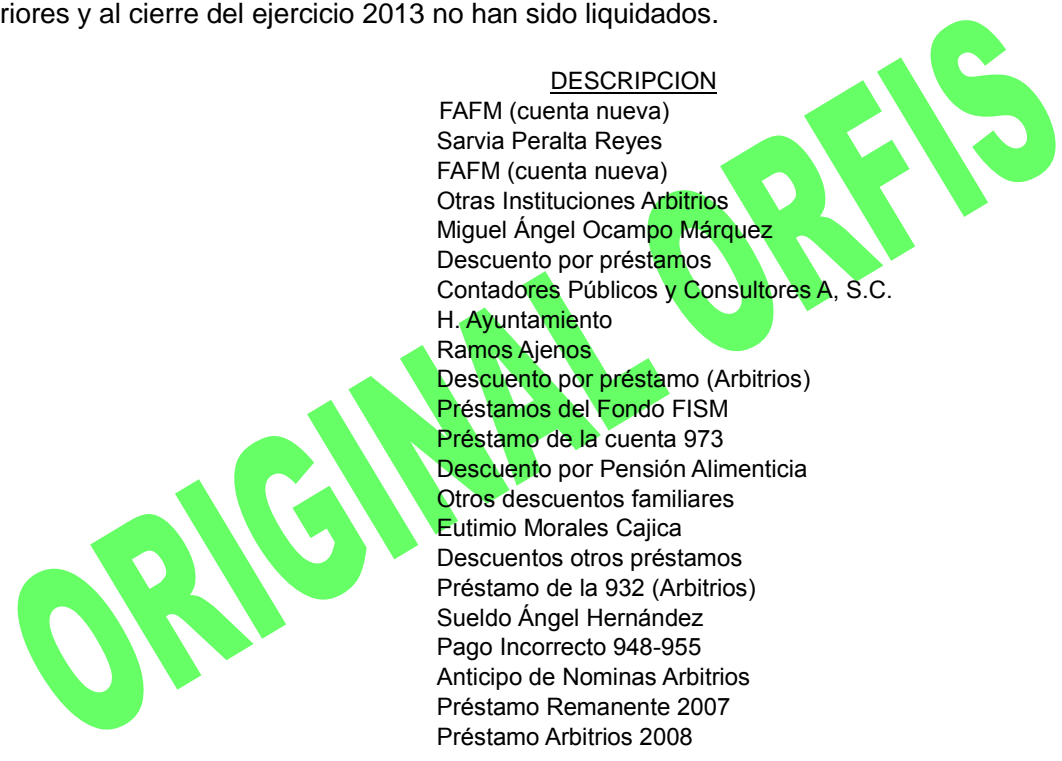 riores y al cierre del ejercicio 2013 no han sido liquidados.
DESCRIPCION
FAFM (cuenta nueva)
Sarvia Peralta Reyes
FAFM (cuenta nueva)
Otras Instituciones Arbitrios
Miguel Ángel Ocampo Márquez
Descuento por préstamos
Contadores Públicos y Consultores A, S.C.
H. Ayuntamiento
Ramos Ajenos
Descuento por préstamo (Arbitrios)
Préstamos del Fondo FISM
Préstamo de la cuenta 973
Descuento por Pensión Alimenticia
Otros descuentos familiares
Eutimio Morales Cajica
Descuentos otros préstamos
Préstamo de la 932 (Arbitrios)
Sueldo Ángel Hernández
Pago Incorrecto 948-955
Anticipo de Nominas Arbitrios
Préstamo Remanente 2007
Préstamo Arbitrios 2008
ORIGINAL ORFIS